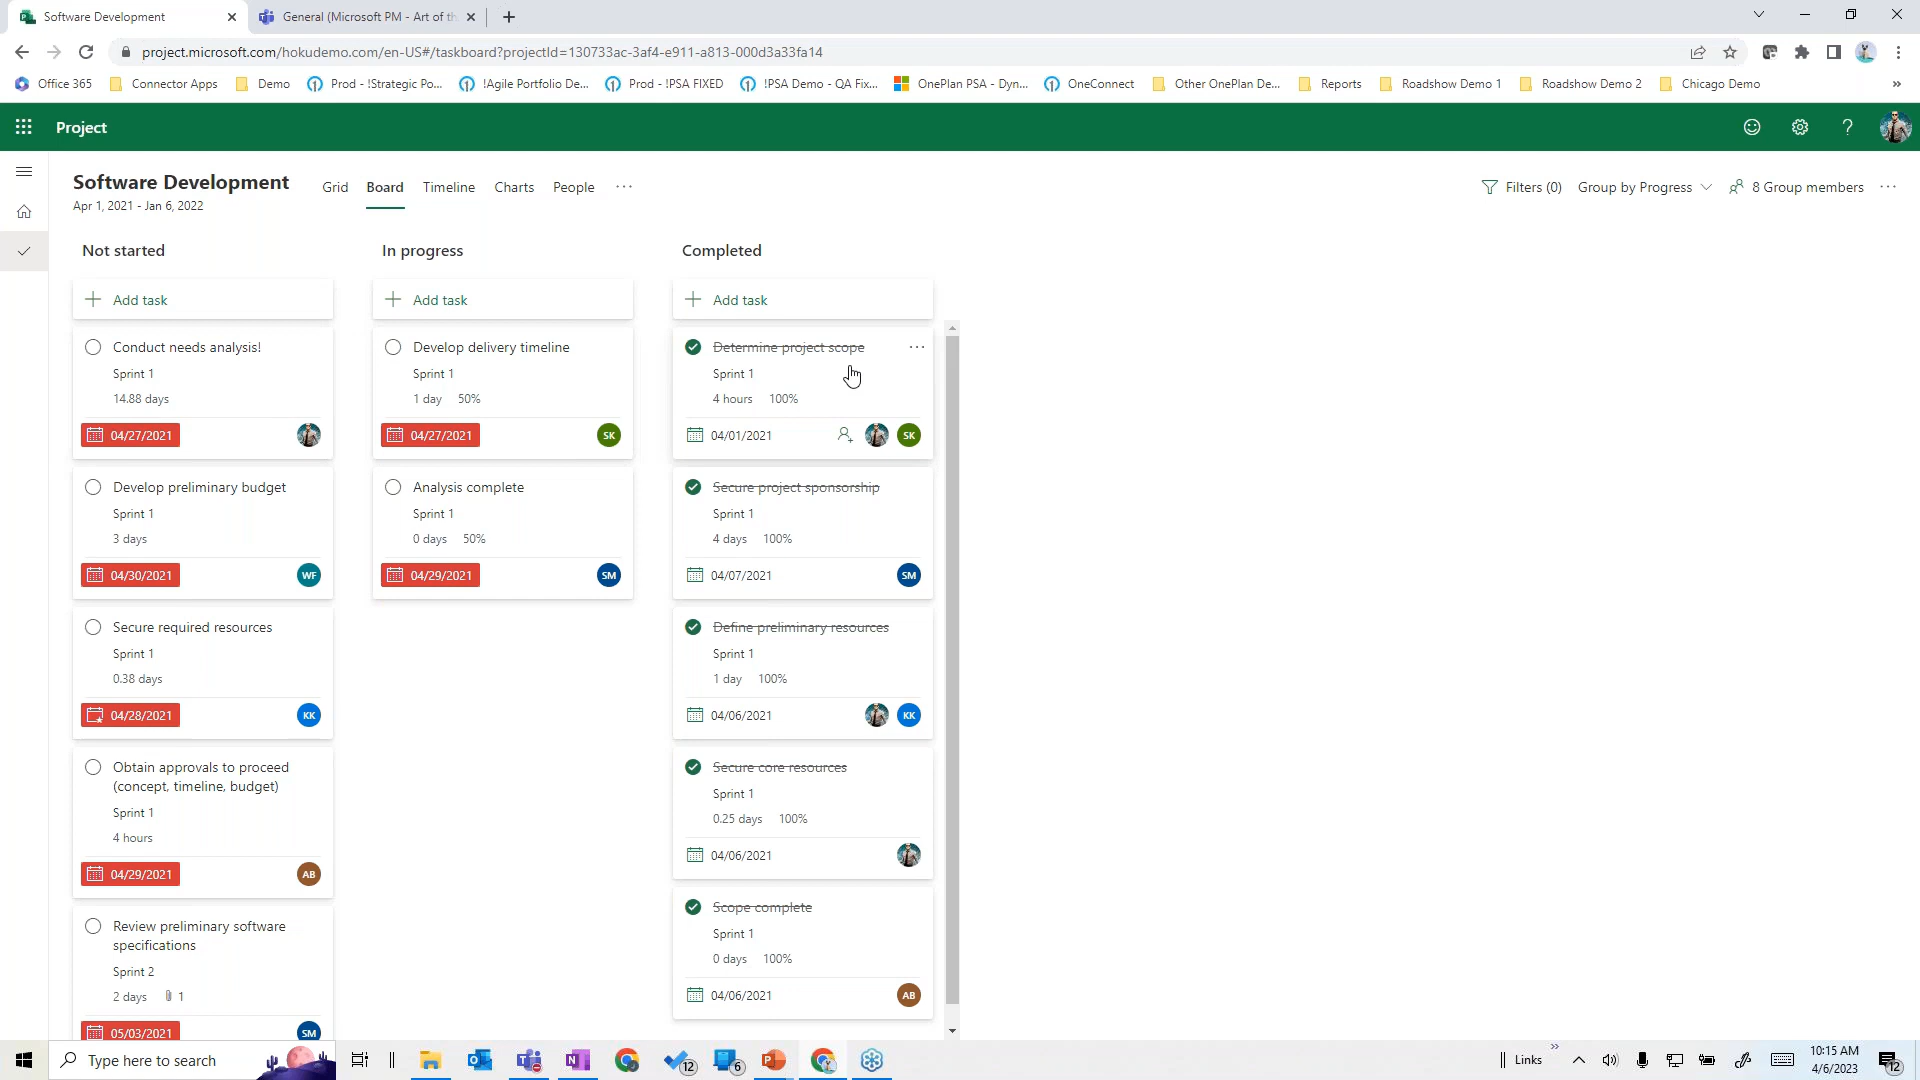 Software Development
General (Microsoft PM - Art of th
project.microsoft.com/hokudemo.com/en-US#/taskboard?projectId=130733ac-3af4-e911-a813-000d3a33fa14
Office 365
Connector Apps
Demo
Prod - !Strategic Po...
!Agile Portfolio De...
Prod - !PSA FIXED
!PSA Demo - QA Fix...
OnePlan PSA - Dyn...
OneConnect
Other OnePlan De...
Reports
Roadshow Demo 1
Roadshow Demo 2
Chicago Demo
»
Project
?
Software Development
Apr 1, 2021 - Jan 6, 2022
Grid
Board
Timeline
Charts
People
...
Filters (0)
Group by Progress
8 Group members
...
Not started
Add task
Conduct needs analysis!
Sprint 1
14.88 days
04/27/2021
Develop preliminary budget
Sprint 1
3 days
04/30/2021
WF
Secure required resources
Sprint 1
0.38 days
04/28/2021
KK
Obtain approvals to proceed
(concept, timeline, budget)
Sprint 1
4 hours
04/29/2021
AB
Review preliminary software
specifications
Sprint 2
2 days 1
05/03/2021
SM
In progress
Add task
Develop delivery timeline
Sprint 1
1 day 50%
04/27/2021
SK
Analysis complete
Sprint 1
0 days 50%
04/29/2021
SM
Completed
Add task
Determine project scope
...
Sprint 1
4 hours 100%
04/01/2021
SK
Secure project sponsorship
Sprint 1
4 days 100%
04/07/2021
SM
Define preliminary resources
Sprint 1
1 day 100%
04/06/2021
KK
Secure core resources
Sprint 1
0.25 days 100%
04/06/2021
Scope complete
Sprint 1
0 days 100%
04/06/2021
AB
Type here to search
12
6
Links
»
10:15 AM
4/6/2023
12